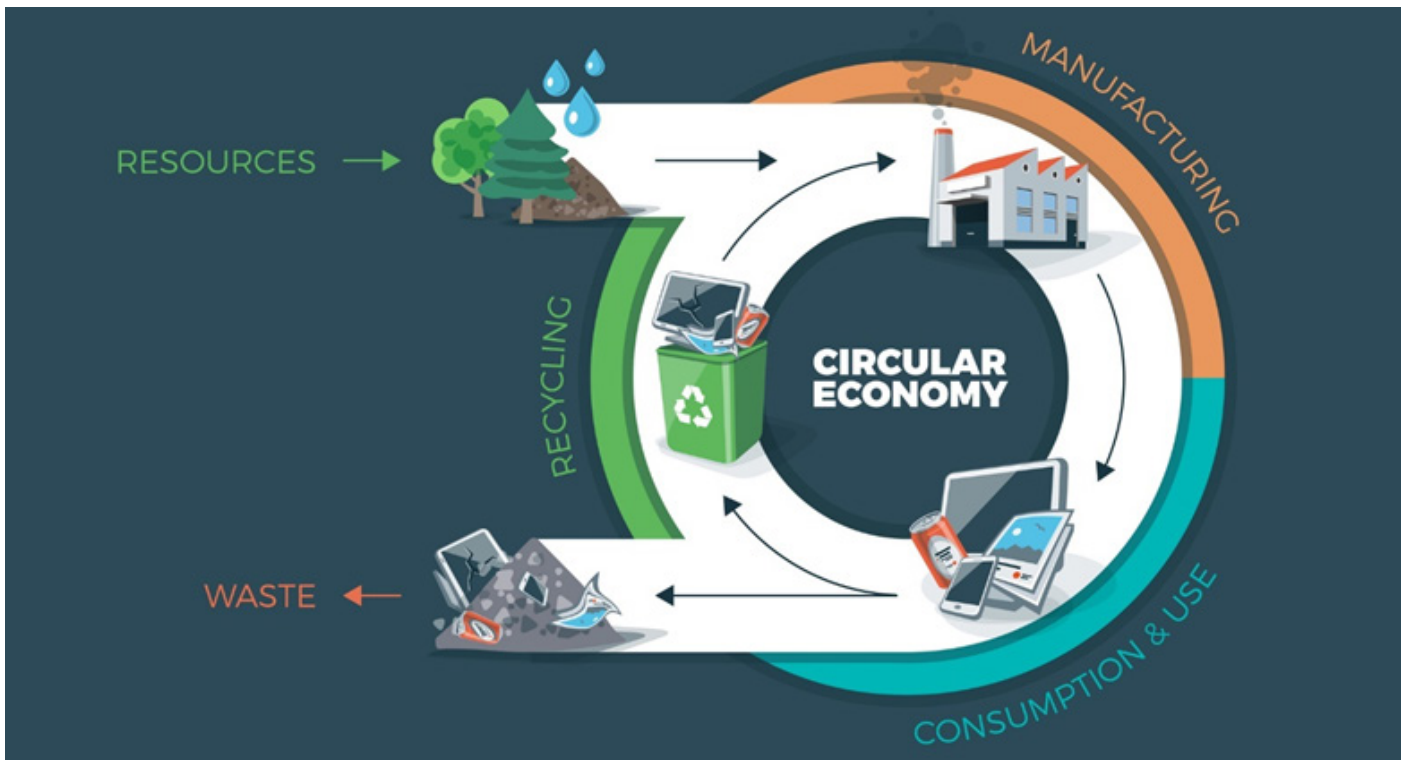 RESOURCES
MANUFACTURING
RECYCLING
CIRCULAR
ECONOMY
WASTE
CONSUMPTION & USE